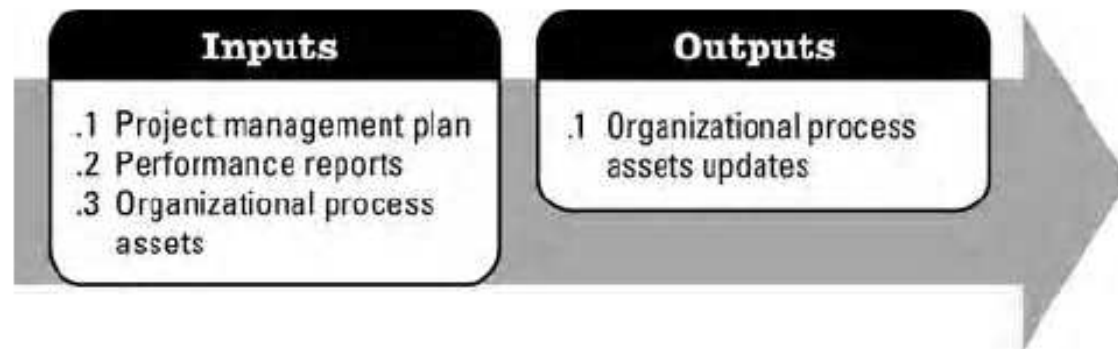 Inputs
.1 Project management plan
.2 Performance reports
.3 Organizational process
assets
Outputs
.1 Organizational process
assets updates